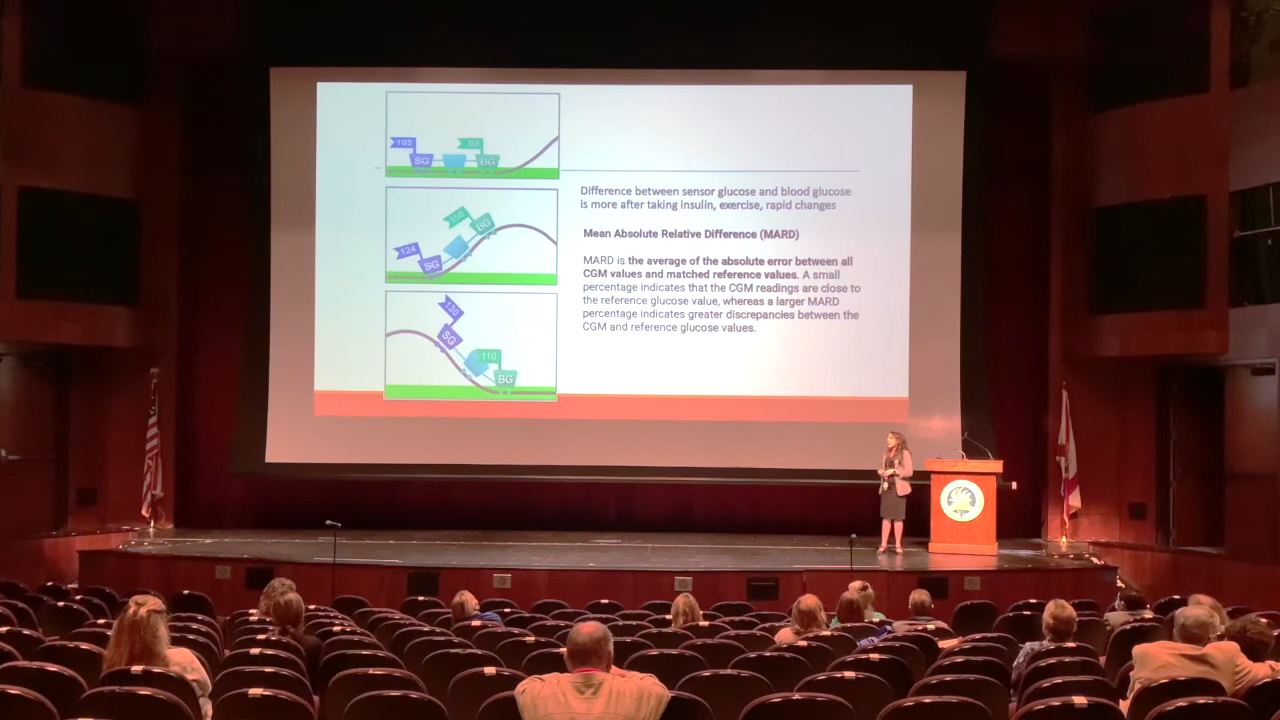 105
SG
BG
Difference between sensor glucose and blood glucose
is more after taking insulin, exercise, rapid changes
124
SG
BG
Mean Absolute Relative Difference (MARD)
MARD is the average of the absolute error between all
CGM values and matched reference values. A small
percentage indicates that the CGM readings are close to
the reference glucose value, whereas a larger MARD
percentage indicates greater discrepancies between the
CGM and reference glucose values.
SG
110
BG